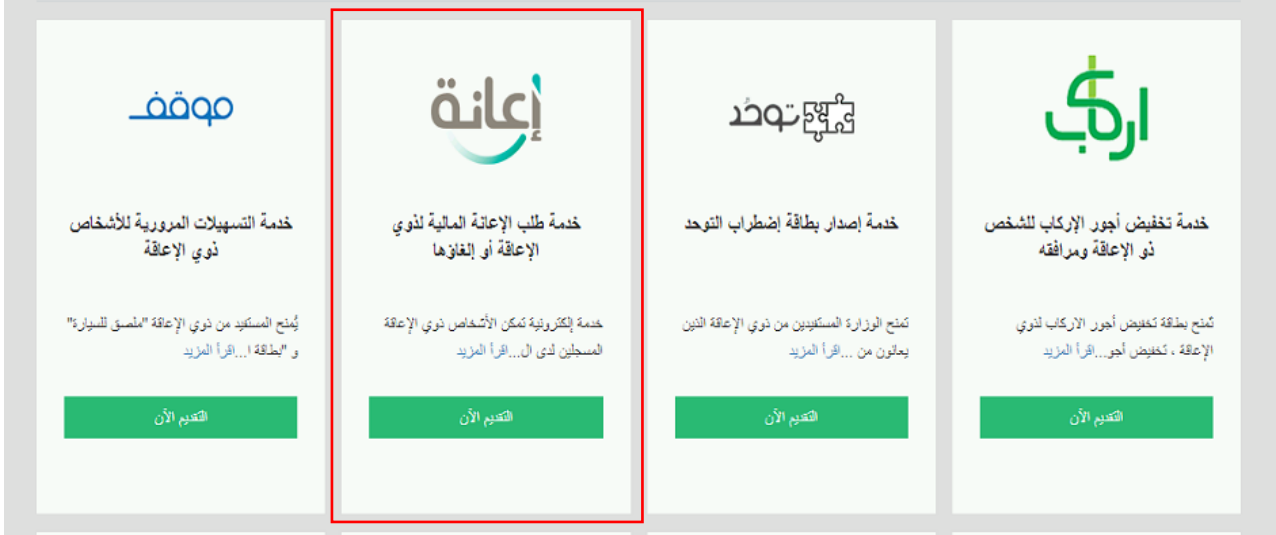 اركب
خدمة تخفيض أجور الإركاب للشخص
ذو الإعاقة ومرافقه
تُمنح بطاقة تخفيض أجور الاركاب لذوي
الإعاقة ، تخفيض أجو...اقرأ المزيد
التقديم الآن
توحُد
خدمة إصدار بطاقة إضطراب التوحد
تمنح الوزارة المستفيدين من ذوي الإعاقة الذين
يعانون من ...اقرأ المزيد
التقديم الآن
إعانة
خدمة طلب الإعانة المالية لذوي
الإعاقة أو إلغاؤها
خدمة إلكترونية تمكن الأشخاص ذوي الإعاقة
المسجلين لدى ال...اقرأ المزيد
التقديم الآن
موقف
خدمة التسهيلات المرورية للأشخاص
ذوي الإعاقة
يُمنح المستفيد من ذوي الإعاقة "ملصق للسيارة"
و "بطاقة ا...اقرأ المزيد
التقديم الآن